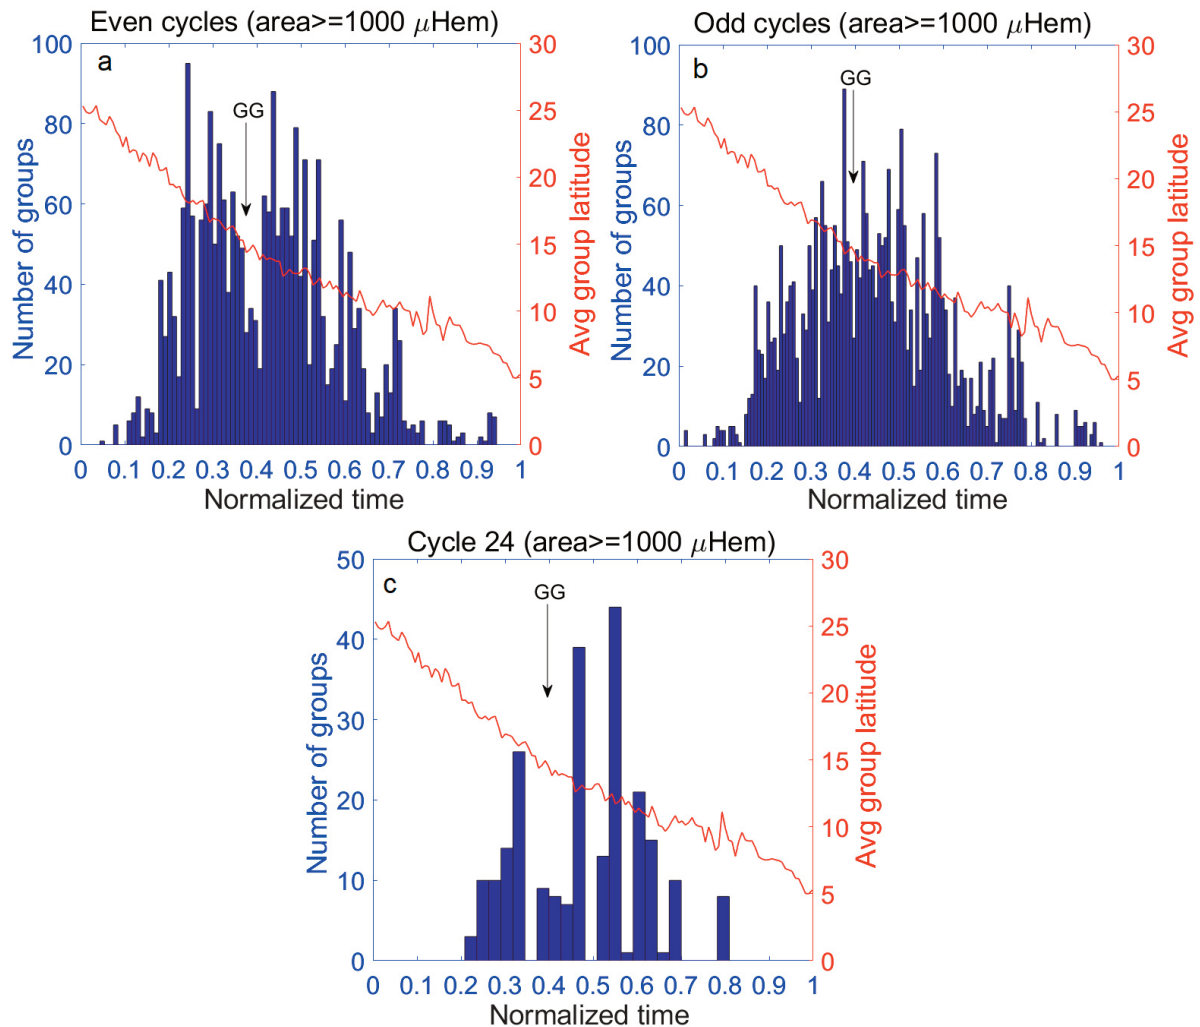 Even cycles (area>=1000 μHem)
a
GG
100
80
60
40
20
0
Number of groups
30
25
20
15
10
5
0
Avg group latitude
0 0.1 0.2 0.3 0.4 0.5 0.6 0.7 0.8 0.9 1
Normalized time
Odd cycles (area>=1000 μHem)
b
GG
100
80
60
40
20
0
Number of groups
30
25
20
15
10
5
0
Avg group latitude
0 0.1 0.2 0.3 0.4 0.5 0.6 0.7 0.8 0.9 1
Normalized time
Cycle 24 (area>=1000 μHem)
c
GG
50
40
30
20
10
0
Number of groups
30
25
20
15
10
5
0
Avg group latitude
0 0.1 0.2 0.3 0.4 0.5 0.6 0.7 0.8 0.9 1
Normalized time